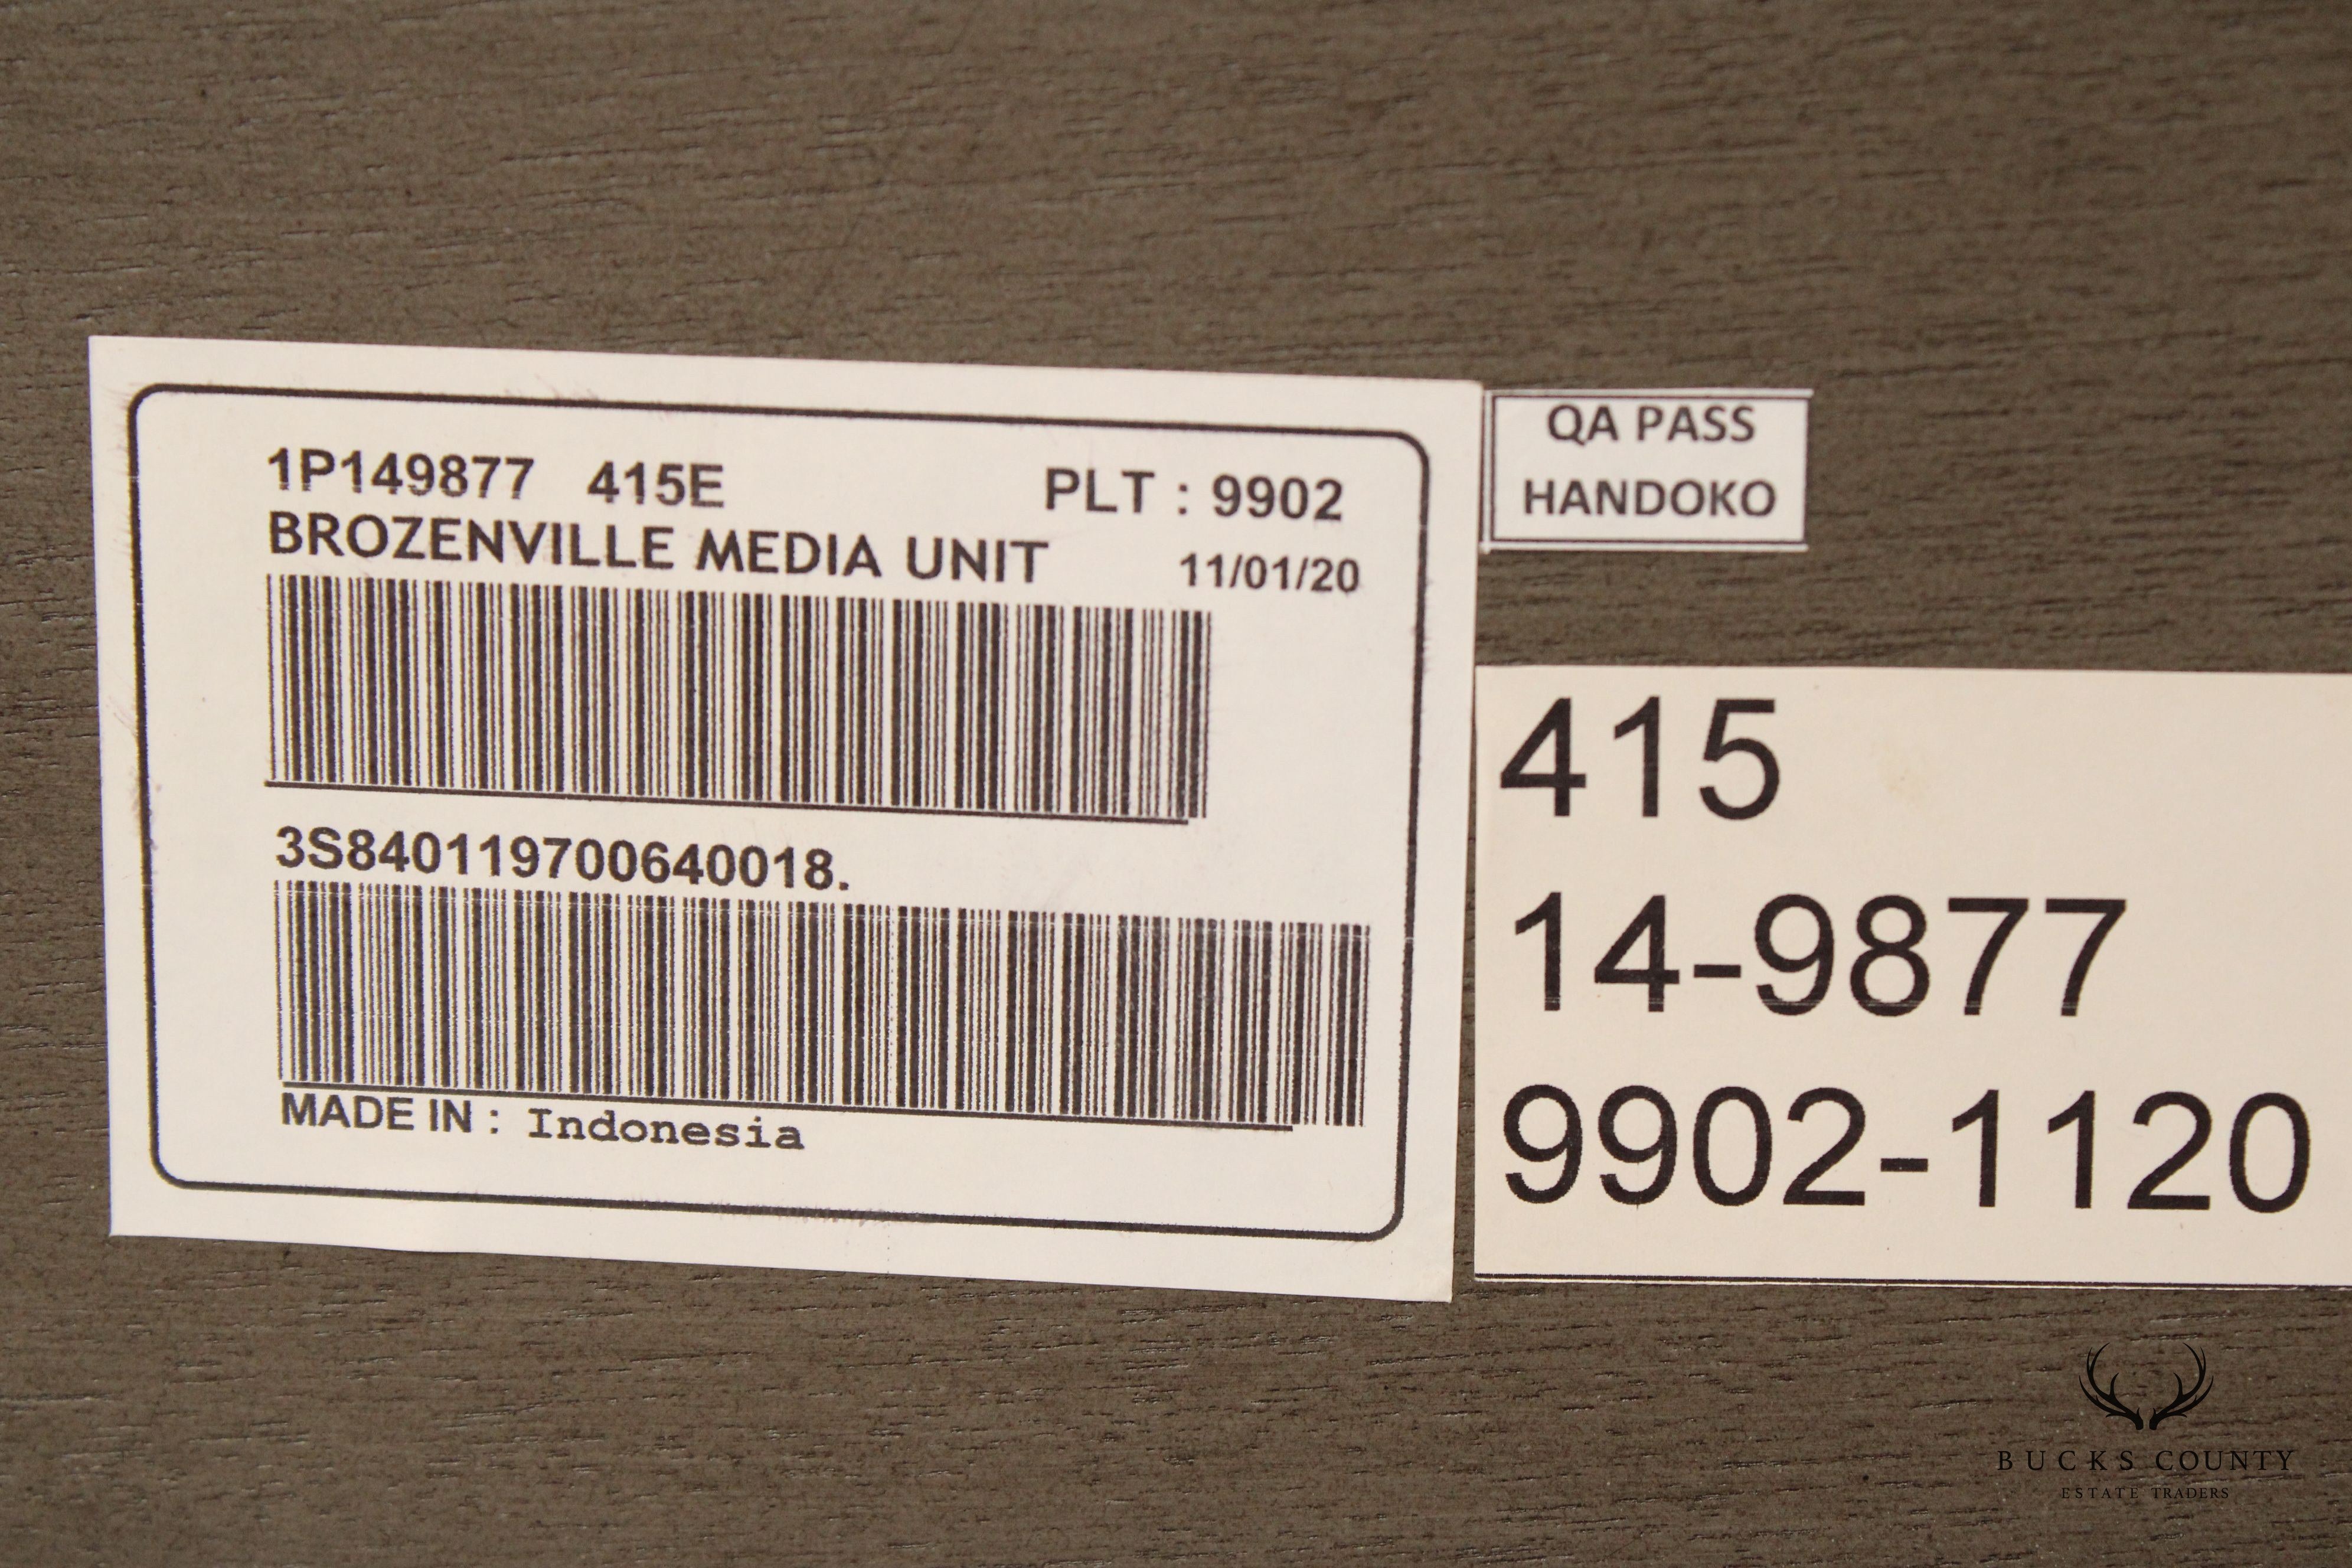 1P149877 415E PLT : 9902
BROZENVILLE MEDIA UNIT 11/01/20
3S840119700640018.
MADE IN : Indonesia
QA PASS
HANDOKO
415
14-9877
9902-1120
BUCKS COUNTY
ESTATE TRADERS